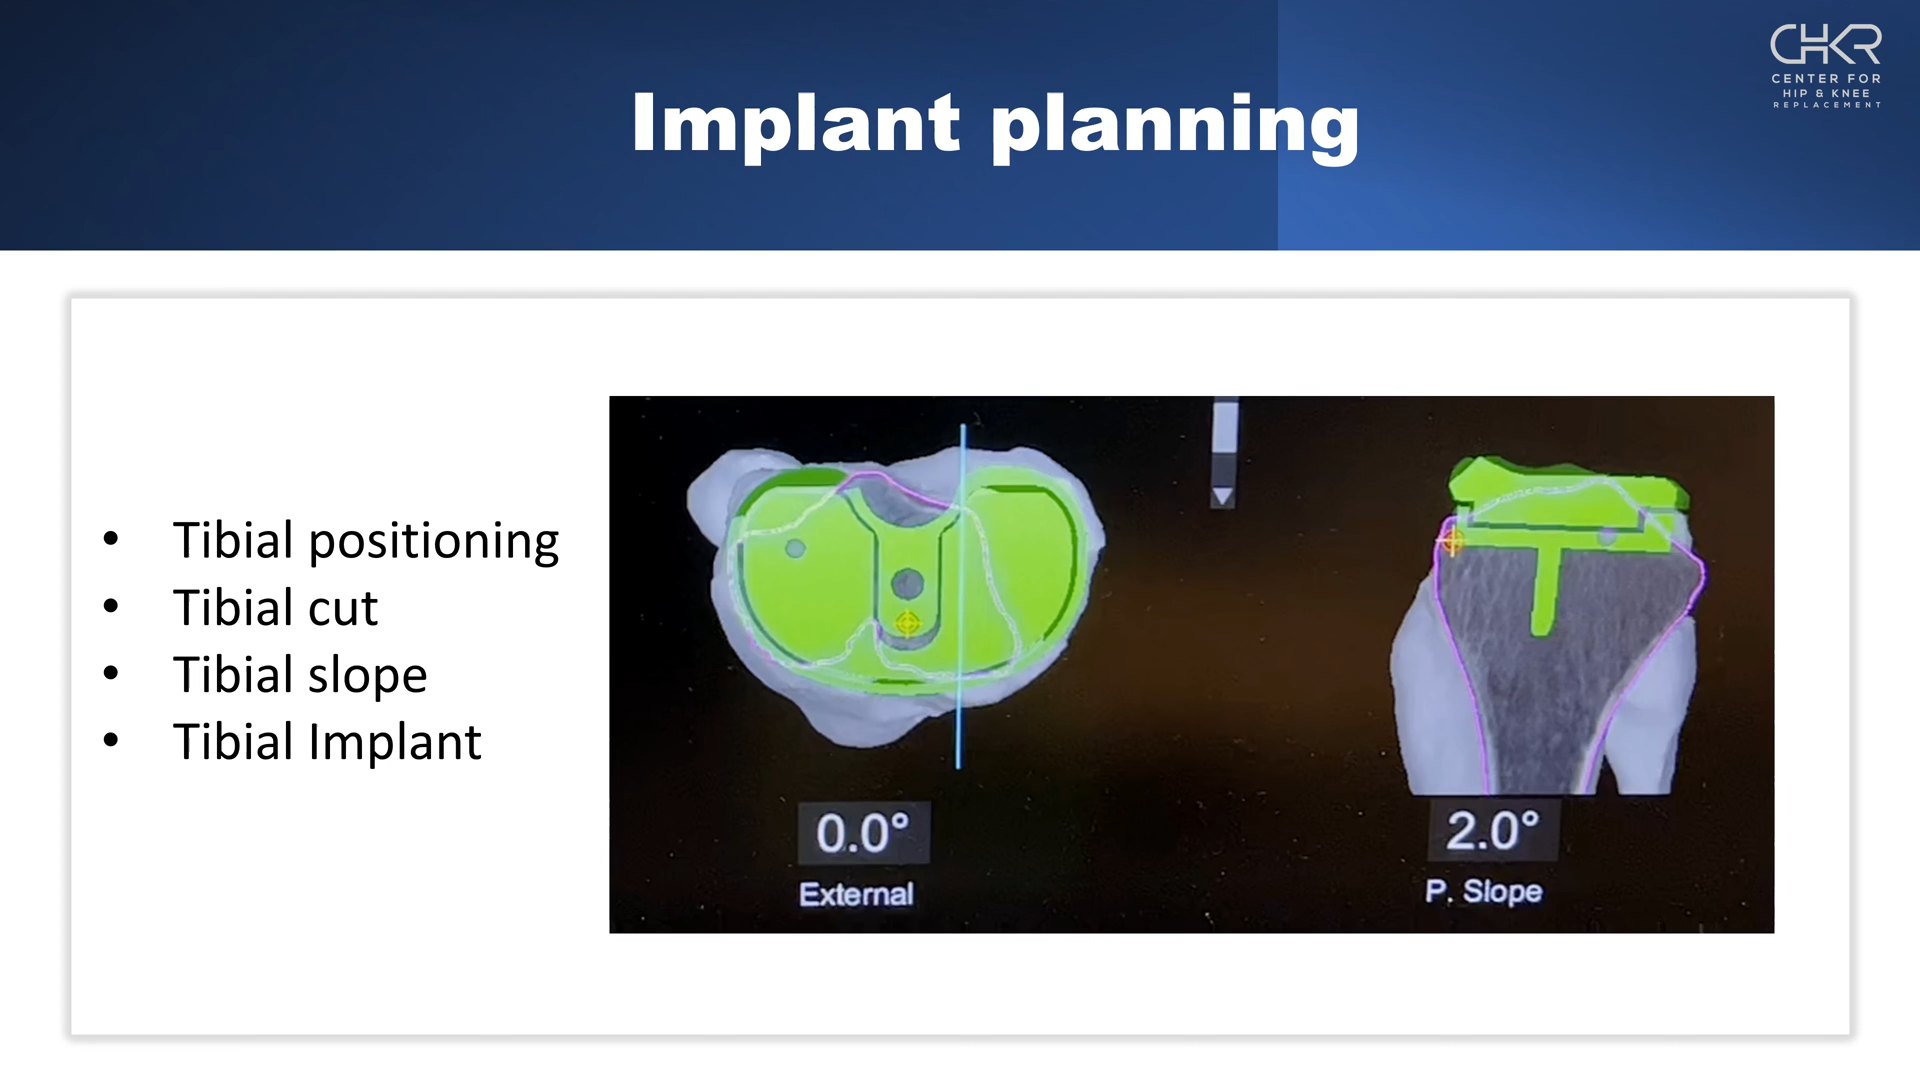 CHKR
CENTER FOR
HIP & KNEE
REPLACEMENT
Implant planning
• Tibial positioning
• Tibial cut
• Tibial slope
• Tibial Implant
0.0°
External
2.0°
P. Slope